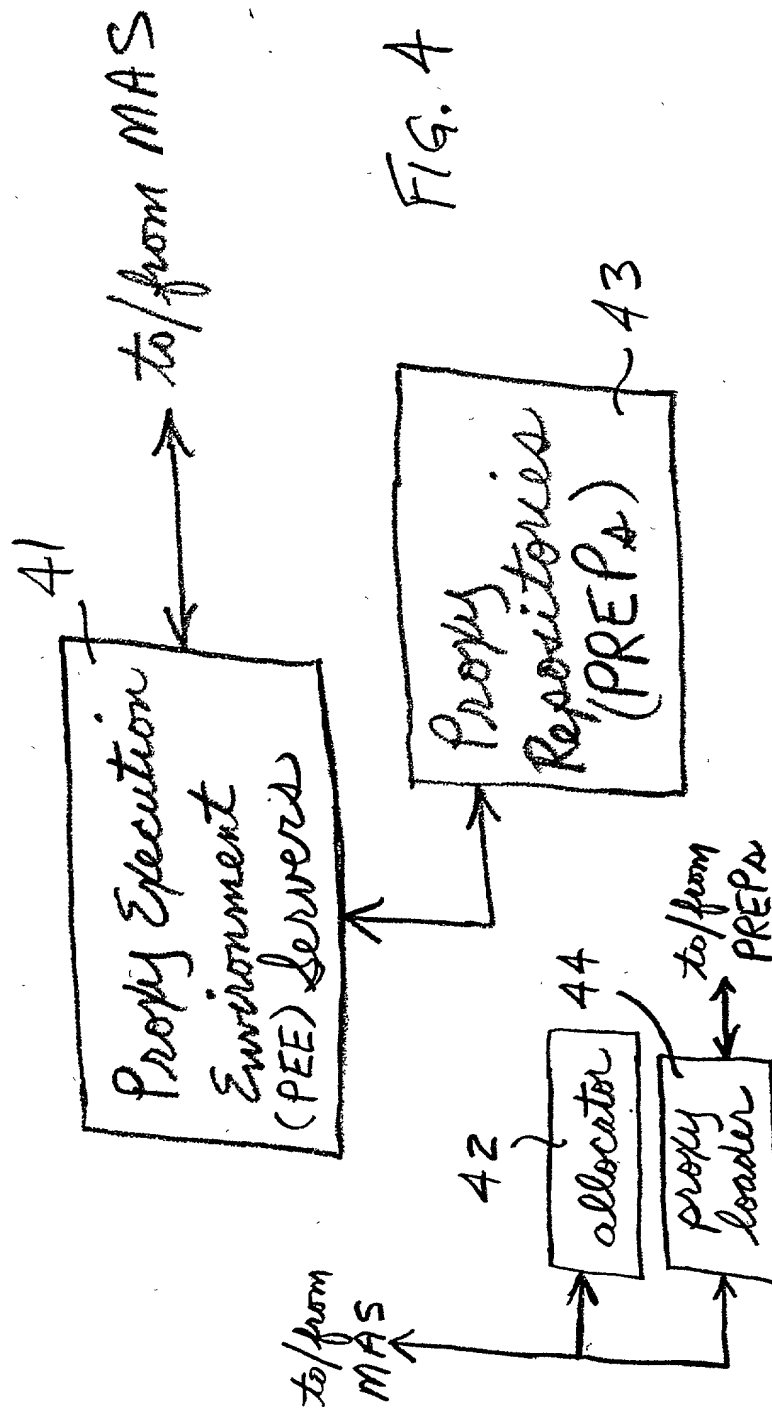 41
Proxy Execution
Environment
(PEE) Servers
to/from MAS
Proxy
Repositories
(PREPs)
43
FIG. 4
to/from
MAS
42
allocator
44
proxy
loader
to/from
PREPs